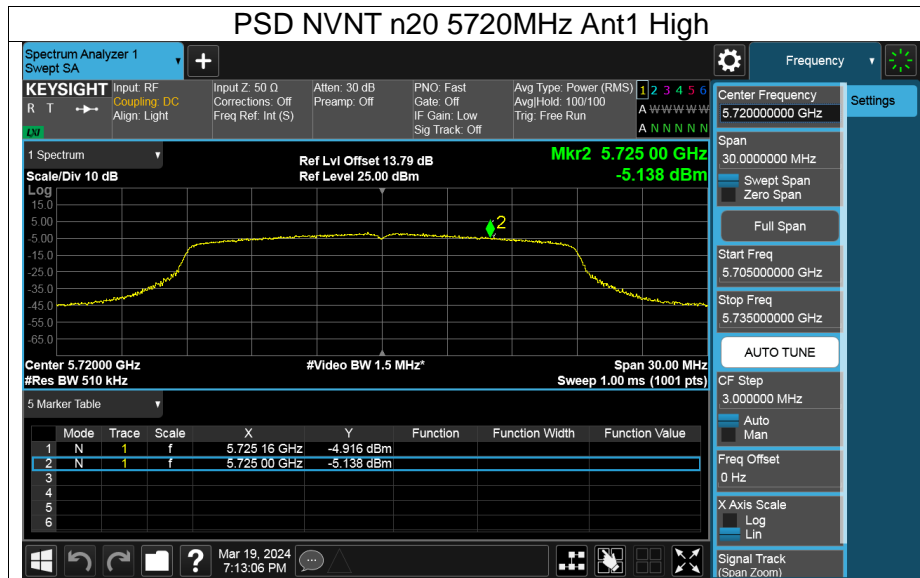 PSD NVNT n20 5720MHz Ant1 High
Spectrum Analyzer 1
Swept SA
+
Frequency
KEYSIGHT
R T
LXI
Input: RF
Coupling: DC
Align: Light
Input Z: 50 Ω
Corrections: Off
Freq Ref: Int (S)
Atten: 30 dB
Preamp: Off
PNO: Fast
Gate: Off
IF Gain: Low
Sig Track: Off
Avg Type: Power (RMS)
Avg|Hold: 100/100
Trig: Free Run
1 2 3 4 5 6
A W W W W W
A N N N N N
Center Frequency
5.720000000 GHz
Settings
1 Spectrum
Scale/Div 10 dB
Ref Lvl Offset 13.79 dB
Ref Level 25.00 dBm
Mkr2 5.725 00 GHz
-5.138 dBm
Log
15.0
5.00
-5.00
-15.0
-25.0
-35.0
-45.0
-55.0
-65.0
2
Center 5.72000 GHz
#Res BW 510 kHz
#Video BW 1.5 MHz*
Span 30.00 MHz
Sweep 1.00 ms (1001 pts)
Span
30.0000000 MHz
Swept Span
Zero Span
Full Span
Start Freq
5.705000000 GHz
Stop Freq
5.735000000 GHz
AUTO TUNE
CF Step
3.000000 MHz
Auto
Man
Freq Offset
0 Hz
X Axis Scale
Log
Lin
Signal Track
(Span Zoom)
5 Marker Table
Mode Trace Scale X Y Function Function Width Function Value
1 N 1 f 5.725 16 GHz -4.916 dBm
2 N 1 f 5.725 00 GHz -5.138 dBm
3
4
5
6
?
Mar 19, 2024
7:13:06 PM